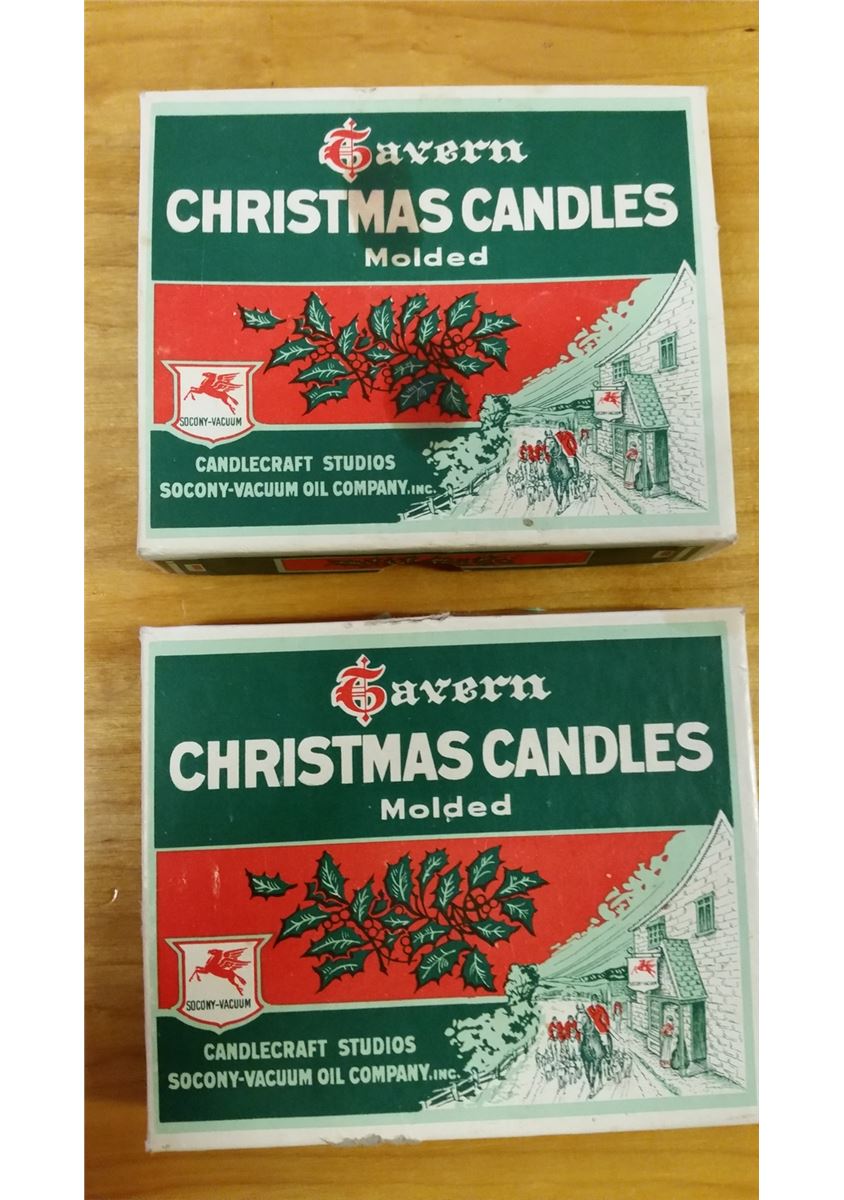 Tavern
CHRISTMAS CANDLES
Molded
SOCONY-VACUUM
CANDLECRAFT STUDIOS
SOCONY-VACUUM OIL COMPANY, INC.
Tavern
CHRISTMAS CANDLES
Molded
SOCONY-VACUUM
CANDLECRAFT STUDIOS
SOCONY-VACUUM OIL COMPANY, INC.